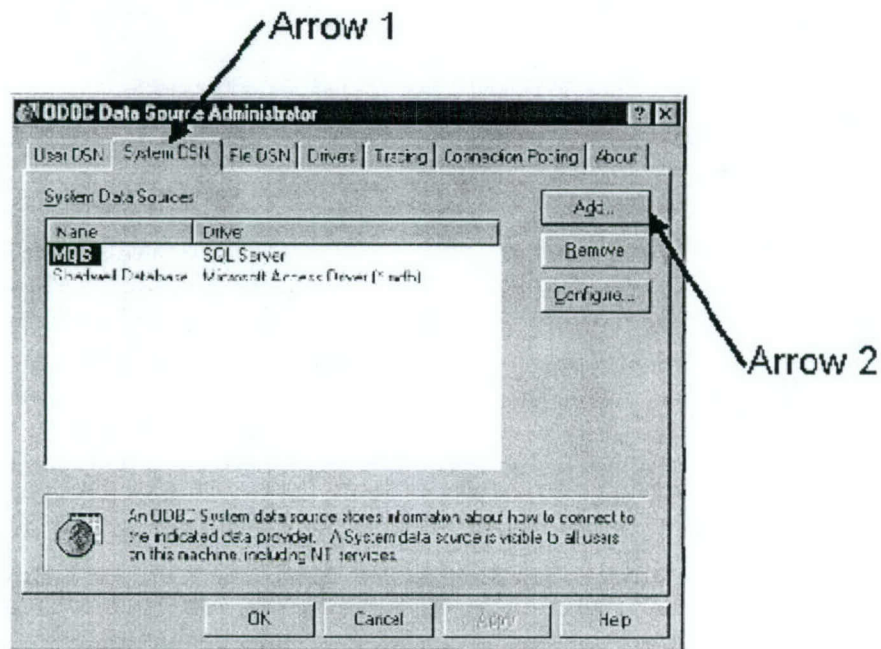 Arrow 1
ODBC Data Source Administrator
User DSN System DSN File DSN Drivers Tracing Connection Pooling About
System Data Sources
Add...
Name Driver
MQIS SQL Server
Remove
Shadwell Database Microsoft Access Driver (*.mdb)
Configure...
Arrow 2
An ODBC System data source stores information about how to connect to
the indicated data provider. A System data source is visible to all users
on this machine, including NT services.
OK Cancel Apply Help